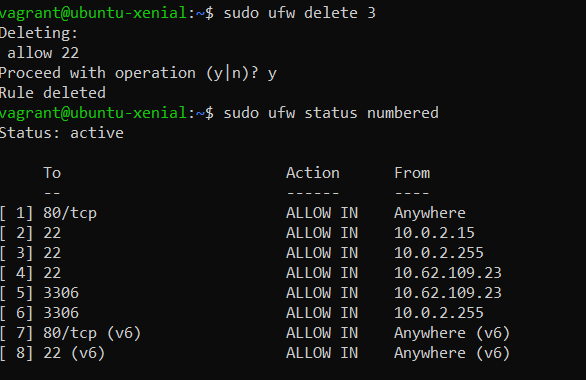 vagrant@ubuntu-xenial:~$ sudo ufw delete 3
Deleting:
 allow 22
Proceed with operation (y|n)? y
Rule deleted
vagrant@ubuntu-xenial:~$ sudo ufw status numbered
Status: active

     To                         Action      From
     --                         ------      ----
[ 1] 80/tcp                     ALLOW IN    Anywhere
[ 2] 22                         ALLOW IN    10.0.2.15
[ 3] 22                         ALLOW IN    10.0.2.255
[ 4] 22                         ALLOW IN    10.62.109.23
[ 5] 3306                       ALLOW IN    10.62.109.23
[ 6] 3306                       ALLOW IN    10.0.2.255
[ 7] 80/tcp (v6)                ALLOW IN    Anywhere (v6)
[ 8] 22 (v6)                    ALLOW IN    Anywhere (v6)